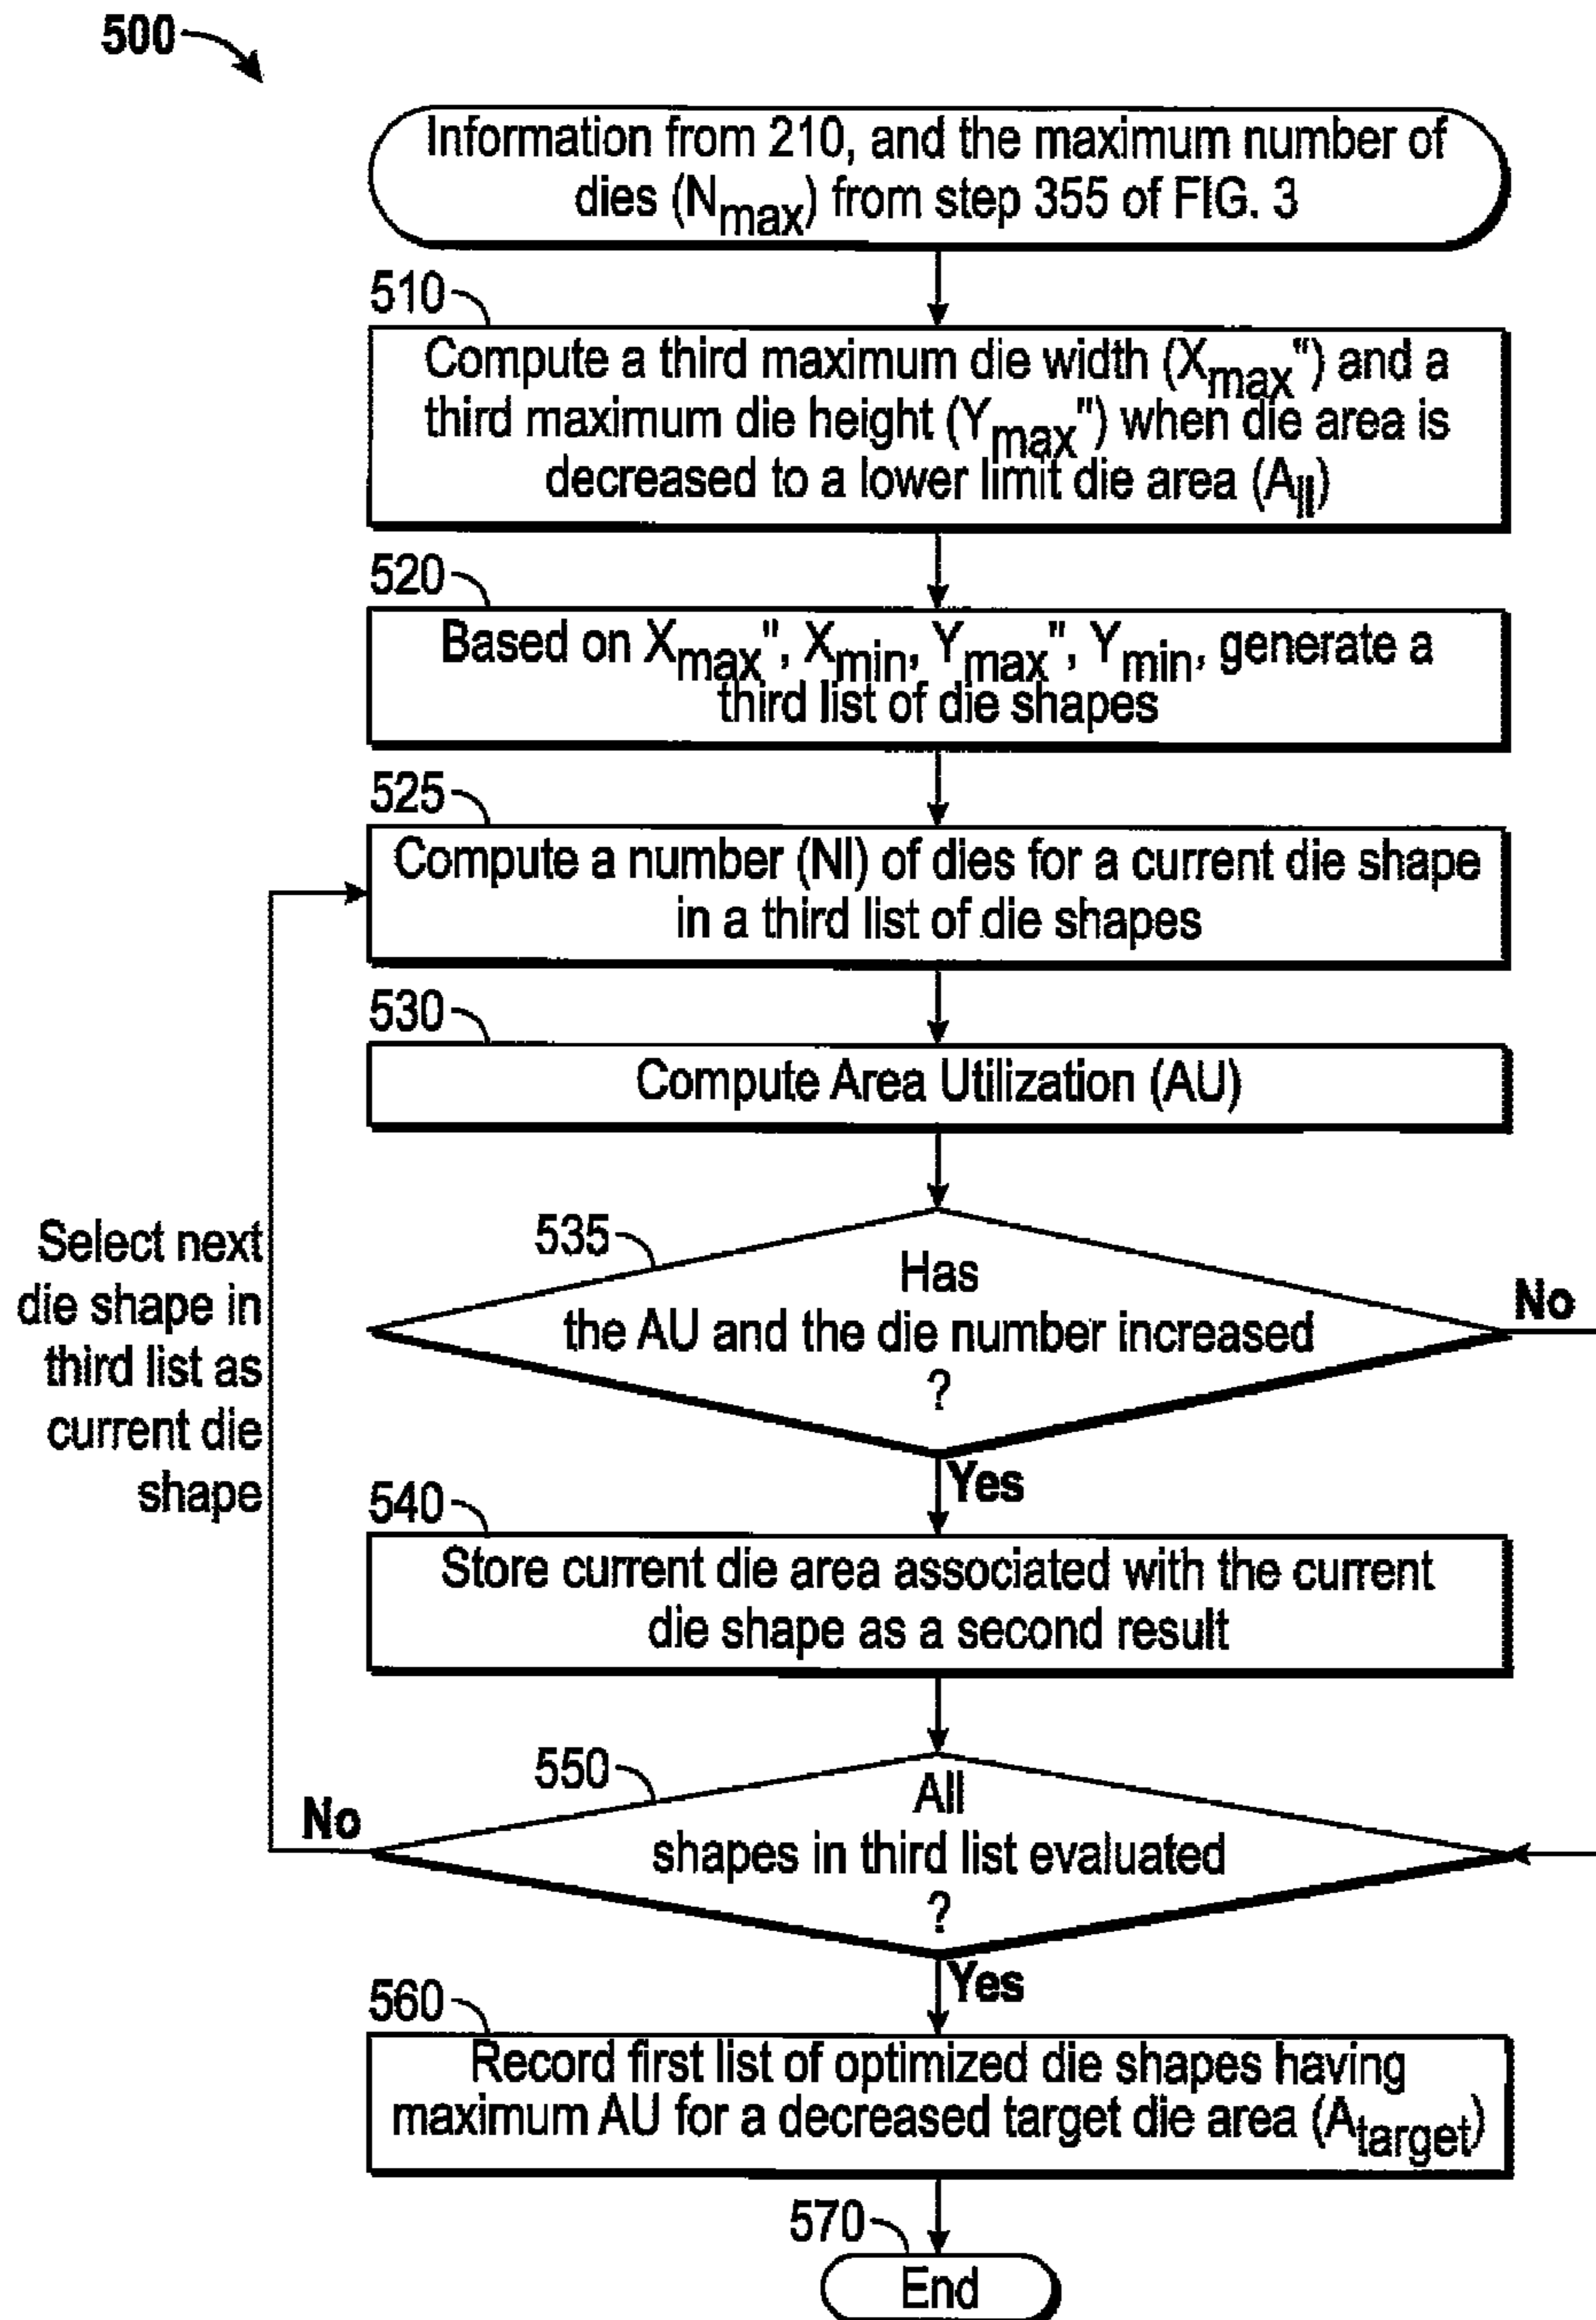 500
Information from 210, and the maximum number of
dies (Nmax) from step 355 of FIG. 3
510
Compute a third maximum die width (Xmax") and a
third maximum die height (Ymax") when die area is
decreased to a lower limit die area (All)
520
Based on Xmax", Xmin, Ymax", Ymin, generate a
third list of die shapes
525
Compute a number (NI) of dies for a current die shape
in a third list of die shapes
530
Compute Area Utilization (AU)
535
Has
the AU and the die number increased
?
No
Yes
Select next
die shape in
third list as
current die
shape
540
Store current die area associated with the current
die shape as a second result
550
All
shapes in third list evaluated
?
No
Yes
560
Record first list of optimized die shapes having
maximum AU for a decreased target die area (Atarget)
570
End